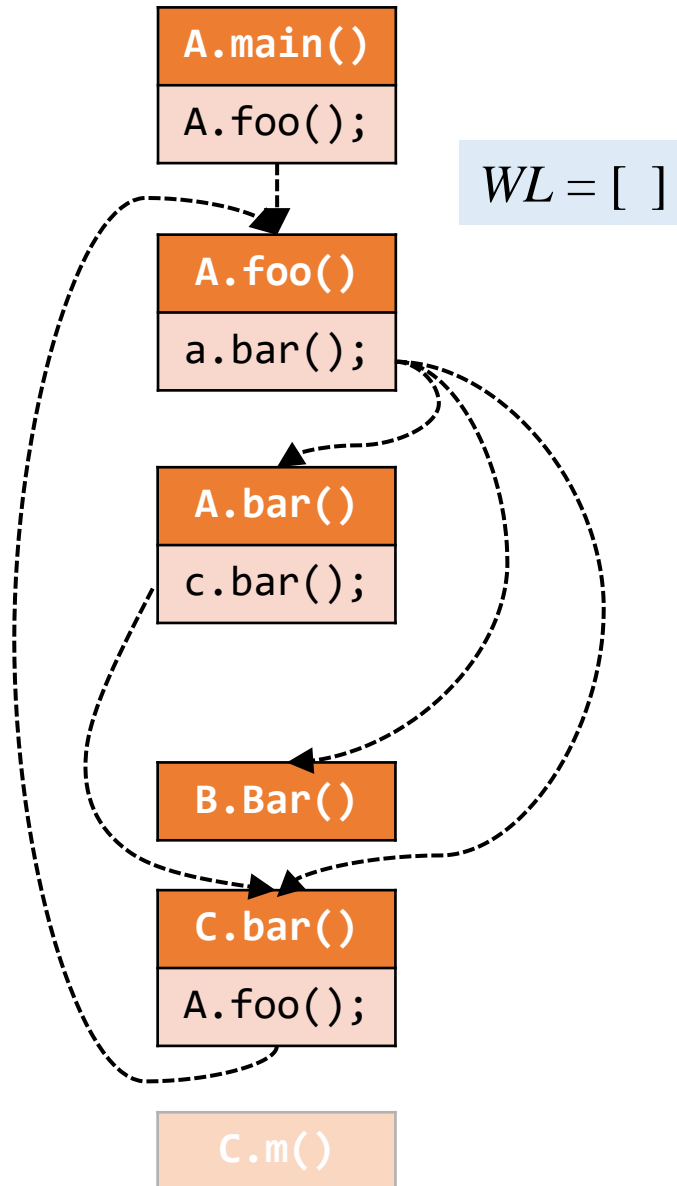 A.main()
A.foo();
WL = [ ]
A.foo()
a.bar();
A.bar()
c.bar();
B.Bar()
C.bar()
A.foo();
C.m()